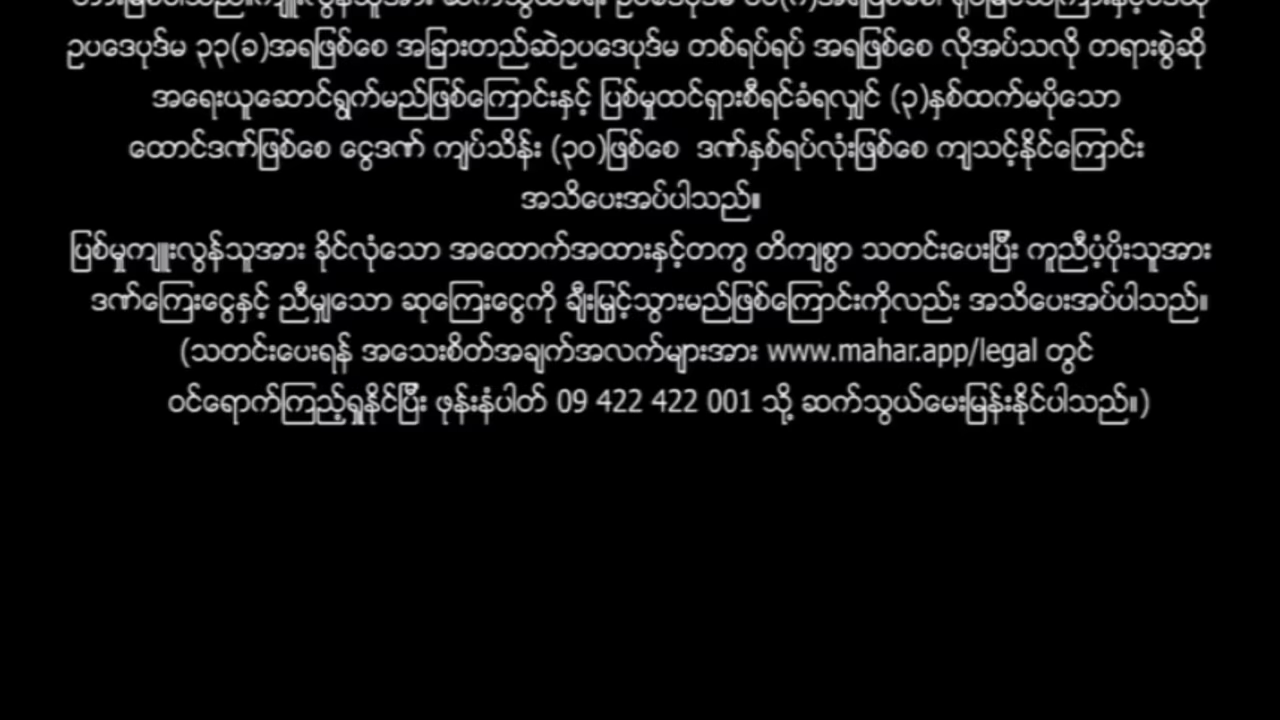 ဥပဒေပုဒ်မ ၃၃(ခ)အရဖြစ်စေ အခြားတည်ဆဲဥပဒေပုဒ်မ တစ်ရပ်ရပ် အရဖြစ်စေ လိုအပ်သလို တရားစွဲဆို
အရေးယူဆောင်ရွက်မည်ဖြစ်ကြောင်းနှင့် ပြစ်မှုထင်ရှားစီရင်ခံရလျှင် (၃)နှစ်ထက်မပိုသော
ထောင်ဒဏ်ဖြစ်စေ ငွေဒဏ် ကျပ်သိန်း (၃၀)ဖြစ်စေ ဒဏ်နှစ်ရပ်လုံးဖြစ်စေ ကျသင့်နိုင်ကြောင်း
အသိပေးအပ်ပါသည်။
ပြစ်မှုကျူးလွန်သူအား ခိုင်လုံသော အထောက်အထားနှင့်တကွ တိကျစွာ သတင်းပေးပြီး ကူညီပံ့ပိုးသူအား
ဒဏ်ကြေးငွေနှင့် ညီမျှသော ဆုကြေးငွေကို ချီးမြှင့်သွားမည်ဖြစ်ကြောင်းကိုလည်း အသိပေးအပ်ပါသည်။
(သတင်းပေးရန် အသေးစိတ်အချက်အလက်များအား www.mahar.app/legal တွင်
ဝင်ရောက်ကြည့်ရှုနိုင်ပြီး ဖုန်းနံပါတ် 09 422 422 001 သို့ ဆက်သွယ်မေးမြန်းနိုင်ပါသည်။)